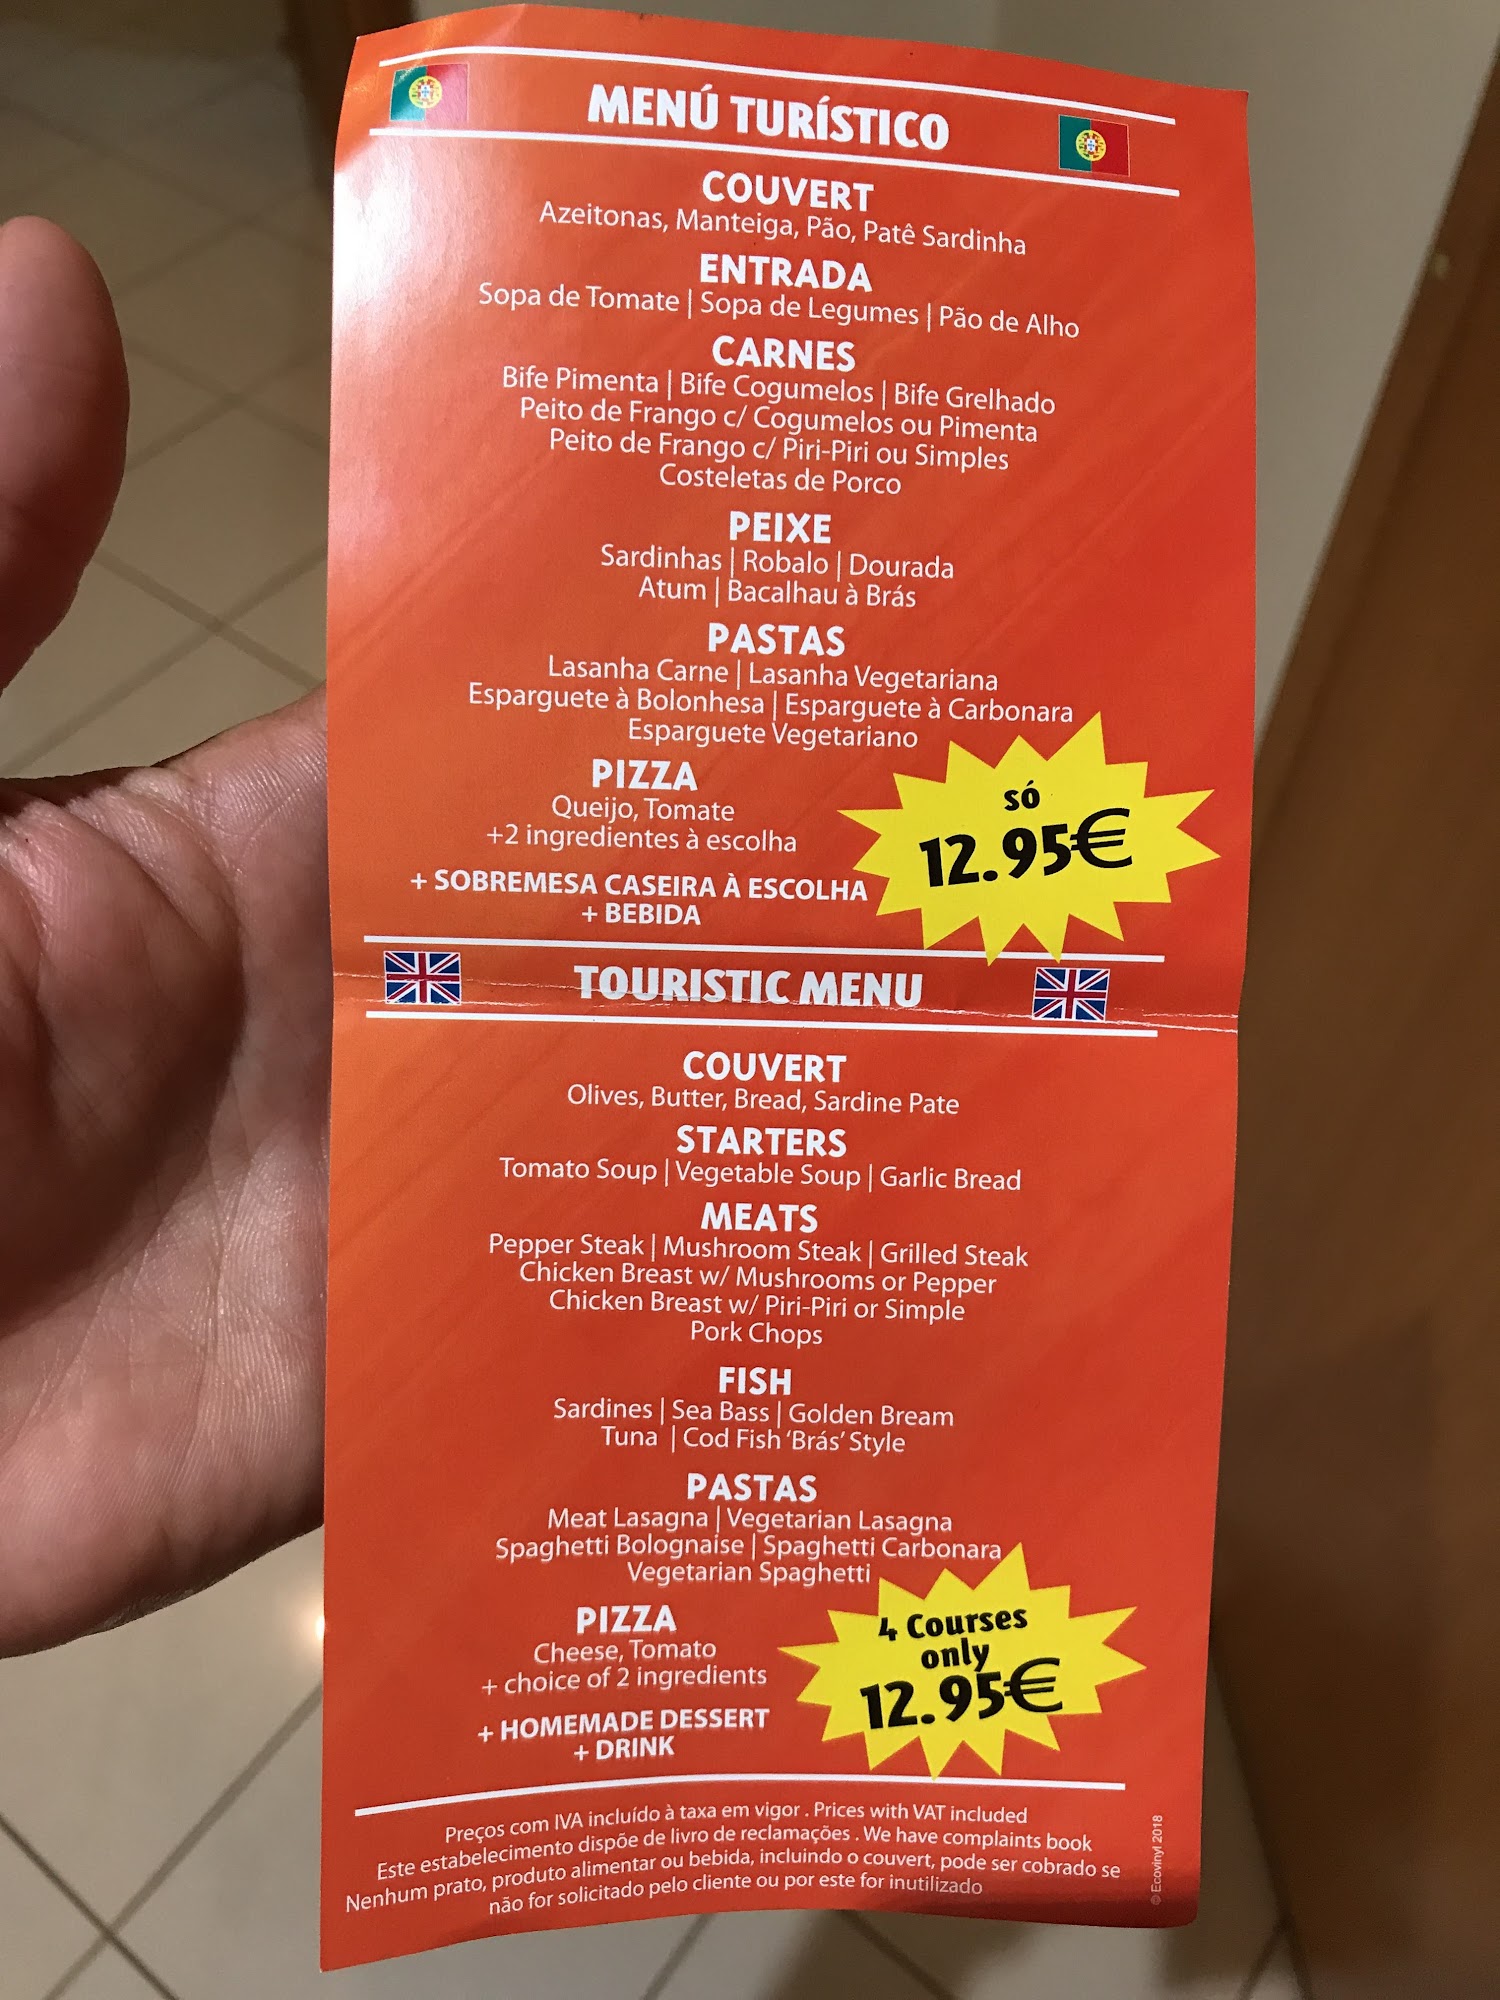 MENÚ TURÍSTICO
COUVERT
Azeitonas, Manteiga, Pão, Patê Sardinha
ENTRADA
Sopa de Tomate | Sopa de Legumes | Pão de Alho
CARNES
Bife Pimenta | Bife Cogumelos | Bife Grelhado
Peito de Frango c/ Cogumelos ou Pimenta
Peito de Frango c/ Piri-Piri ou Simples
Costeletas de Porco
PEIXE
Sardinhas | Robalo | Dourada
Atum | Bacalhau à Brás
PASTAS
Lasanha Carne | Lasanha Vegetariana
Esparguete à Bolonhesa | Esparguete à Carbonara
Esparguete Vegetariano
PIZZA
Queijo, Tomate
+2 ingredientes à escolha
+ SOBREMESA CASEIRA À ESCOLHA
+ BEBIDA
só
12.95€
TOURISTIC MENU
COUVERT
Olives, Butter, Bread, Sardine Pate
STARTERS
Tomato Soup | Vegetable Soup | Garlic Bread
MEATS
Pepper Steak | Mushroom Steak | Grilled Steak
Chicken Breast w/ Mushrooms or Pepper
Chicken Breast w/ Piri-Piri or Simple
Pork Chops
FISH
Sardines | Sea Bass | Golden Bream
Tuna | Cod Fish ‘Brás’ Style
PASTAS
Meat Lasagna | Vegetarian Lasagna
Spaghetti Bolognaise | Spaghetti Carbonara
Vegetarian Spaghetti
PIZZA
Cheese, Tomato
+ choice of 2 ingredients
+ HOMEMADE DESSERT
+ DRINK
4 Courses
only
12.95€
Preços com IVA incluído à taxa em vigor . Prices with VAT included
Este estabelecimento dispõe de livro de reclamações . We have complaints book
Nenhum prato, produto alimentar ou bebida, incluindo o couvert, pode ser cobrado se
não for solicitado pelo cliente ou por este for inutilizado
© Ecovinyl 2018